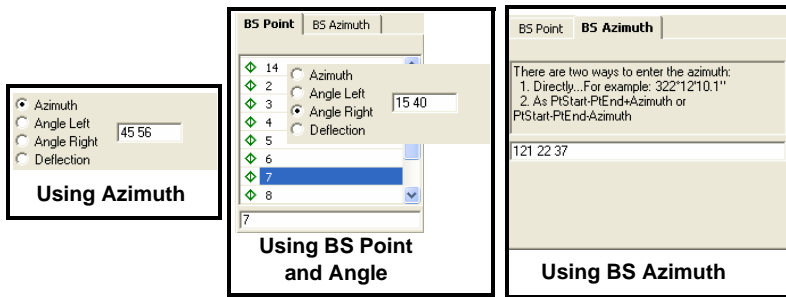 Azimuth
Angle Left
Angle Right
Deflection
45 56
Using Azimuth
BS Point BS Azimuth
14
2
3
4
5
6
7
8
Azimuth
Angle Left
Angle Right
Deflection
15 40
7
Using BS Point
and Angle
BS Point BS Azimuth
There are two ways to enter the azimuth:
1. Directly...For example: 322°12'10.1"
2. As PtStart-PtEnd+Azimuth or
PtStart-PtEnd-Azimuth
121 22 37
Using BS Azimuth